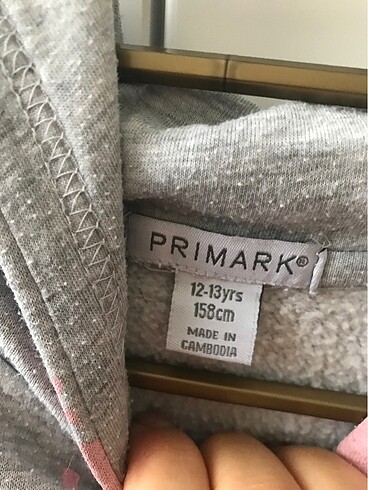 PRIMARK®
12-13yrs
158cm
MADE IN
CAMBODIA